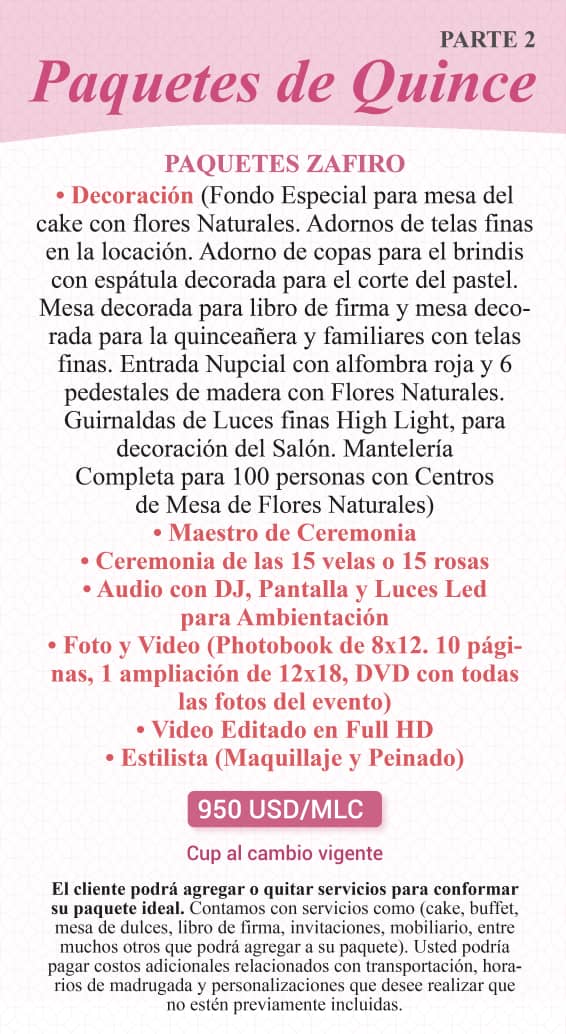 PARTE 2
Paquetes de Quince
PAQUETES ZAFIRO
• Decoración (Fondo Especial para mesa del
cake con flores Naturales. Adornos de telas finas
en la locación. Adorno de copas para el brindis
con espátula decorada para el corte del pastel.
Mesa decorada para libro de firma y mesa deco-
rada para la quinceañera y familiares con telas
finas. Entrada Nupcial con alfombra roja y 6
pedestales de madera con Flores Naturales.
Guirnaldas de Luces finas High Light, para
decoración del Salón. Mantelería
Completa para 100 personas con Centros
de Mesa de Flores Naturales)
• Maestro de Ceremonia
• Ceremonia de las 15 velas o 15 rosas
• Audio con DJ, Pantalla y Luces Led
para Ambientación
• Foto y Video (Photobook de 8x12. 10 pági-
nas, 1 ampliación de 12x18, DVD con todas
las fotos del evento)
• Video Editado en Full HD
• Estilista (Maquillaje y Peinado)
950 USD/MLC
Cup al cambio vigente
El cliente podrá agregar o quitar servicios para conformar
su paquete ideal. Contamos con servicios como (cake, buffet,
mesa de dulces, libro de firma, invitaciones, mobiliario, entre
muchos otros que podrá agregar a su paquete). Usted podría
pagar costos adicionales relacionados con transportación, hora-
rios de madrugada y personalizaciones que desee realizar que
no estén previamente incluidas.